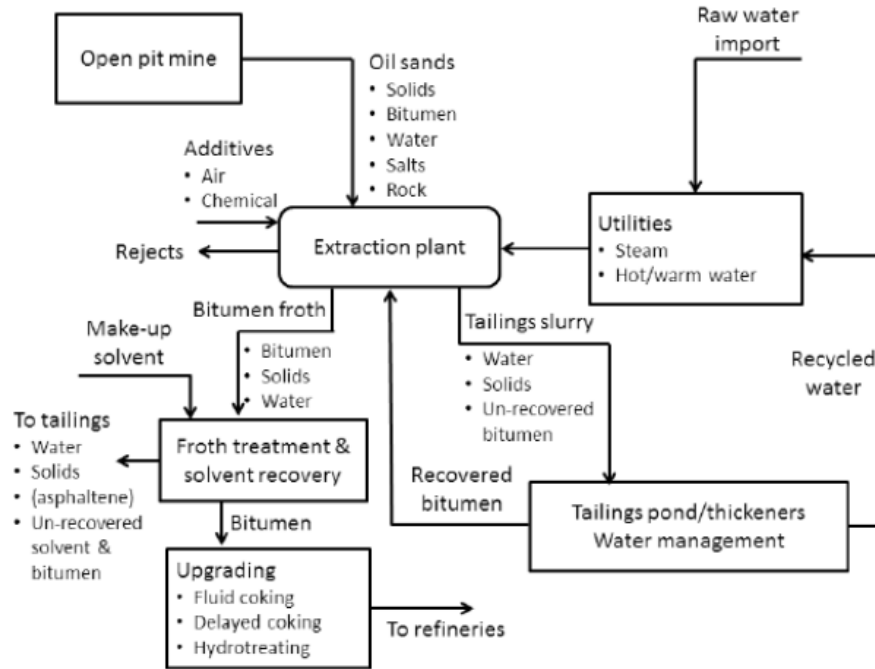 Open pit mine
Oil sands
• Solids
• Bitumen
• Water
• Salts
• Rock
Raw water
import
Additives
• Air
• Chemical
Rejects
Extraction plant
Utilities
• Steam
• Hot/warm water
Bitumen froth
• Bitumen
• Solids
• Water
Tailings slurry
• Water
• Solids
• Un-recovered
bitumen
Recycled
water
Make-up
solvent
To tailings
• Water
• Solids
• (asphaltene)
• Un-recovered
solvent &
bitumen
Froth treatment &
solvent recovery
Recovered
bitumen
Tailings pond/thickeners
Water management
Bitumen
Upgrading
• Fluid coking
• Delayed coking
• Hydrotreating
To refineries